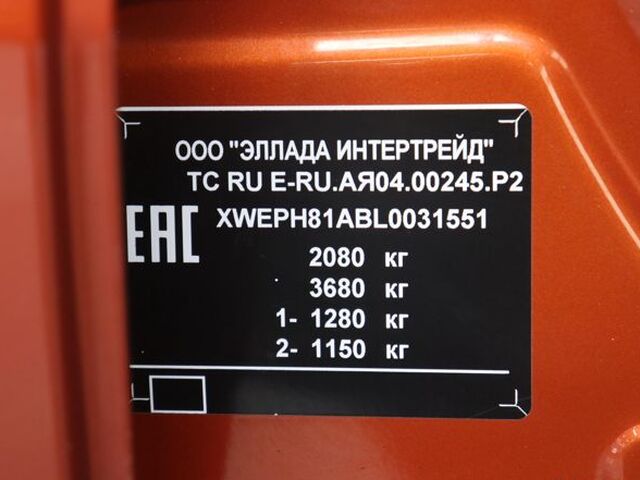 ООО "ЭЛЛАДА ИНТЕРТРЕЙД"
ТС RU E-RU.АЯ04.00245.Р2
EAC XWEPH81ABL0031551
2080 кг
3680 кг
1- 1280 кг
2- 1150 кг